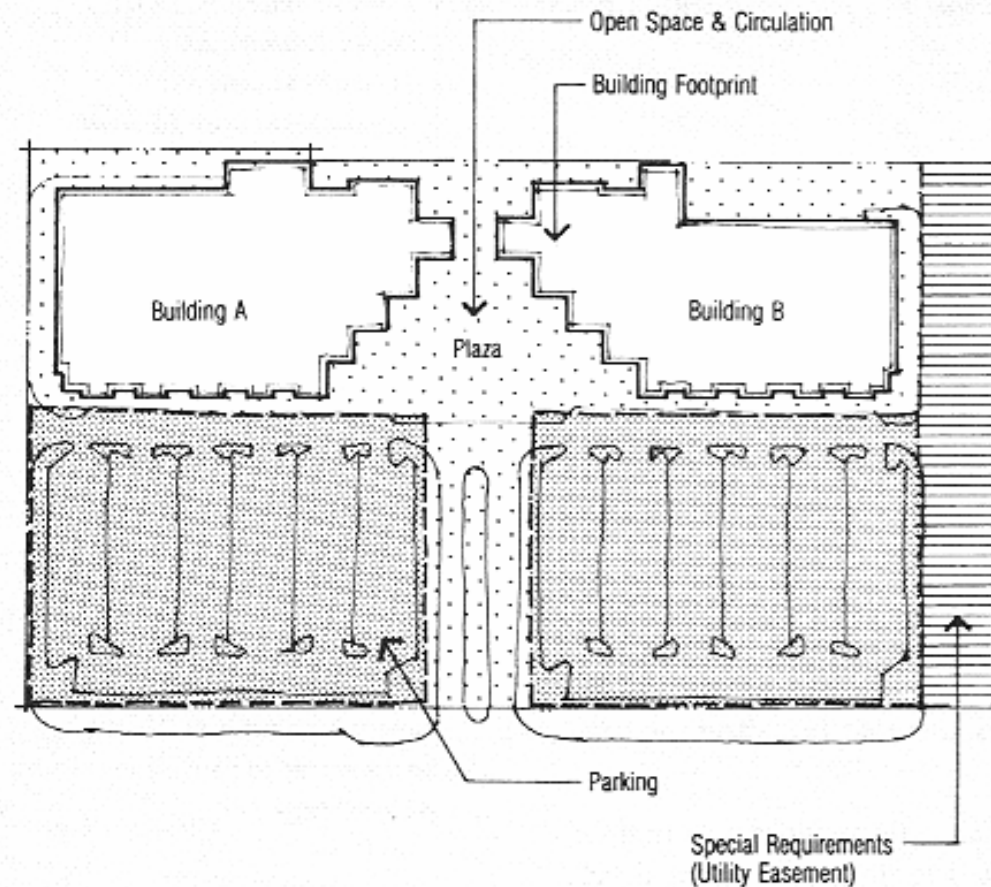 Open Space & Circulation
Building Footprint
Building A
Building B
Plaza
Parking
Special Requirements
(Utility Easement)